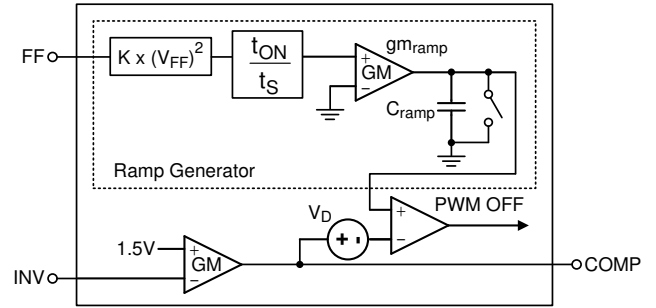 FF
K x (V_FF)^2
t_ON
t_S
+
GM
−
gm_ramp
C_ramp
Ramp Generator
V_D
+ -
+
−
PWM OFF
1.5V
+
GM
−
INV
COMP